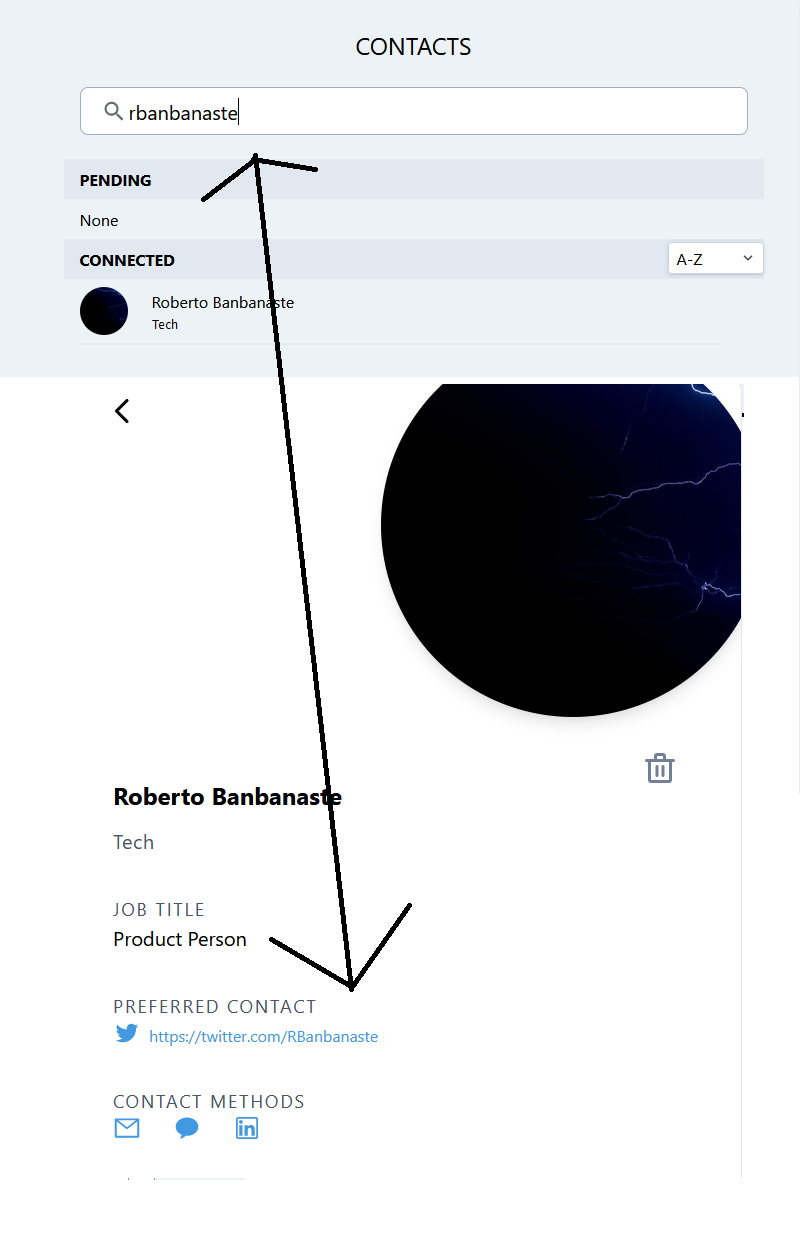 CONTACTS
rbanbanaste
PENDING
None
CONNECTED
A-Z
Roberto Banbanaste
Tech
Roberto Banbanaste
Tech
JOB TITLE
Product Person
PREFERRED CONTACT
https://twitter.com/RBanbanaste
CONTACT METHODS
in